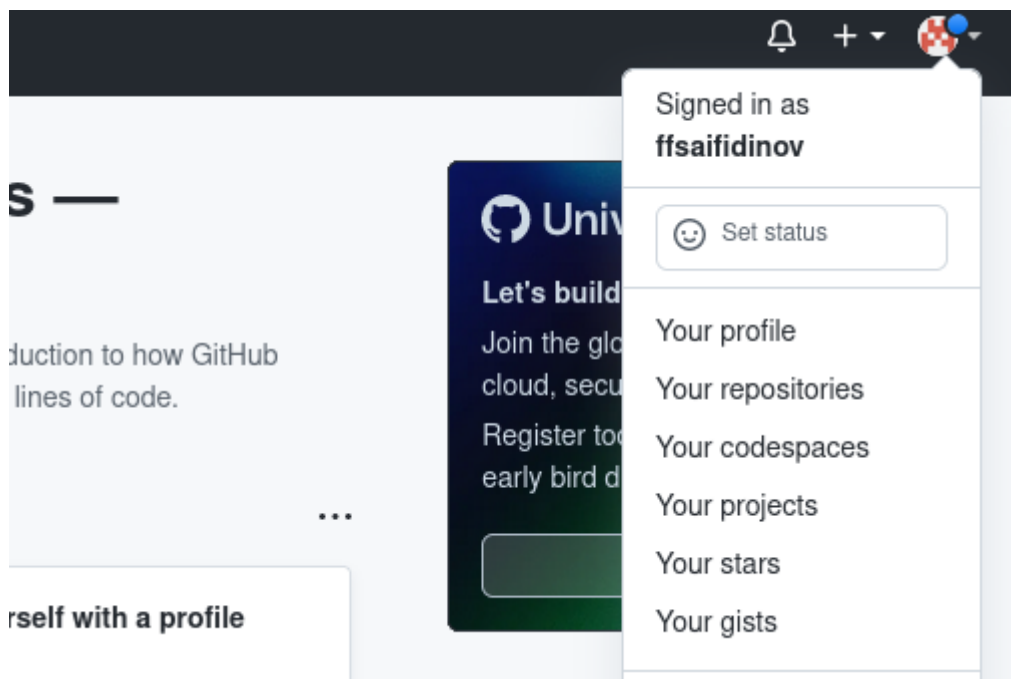 Signed in as
ffsaifidinov
Set status
Your profile
Your repositories
Your codespaces
Your projects
Your stars
Your gists
s —
duction to how GitHub
lines of code.
...
rself with a profile
Univ
Let's build
Join the glo
cloud, secu
Register too
early bird d